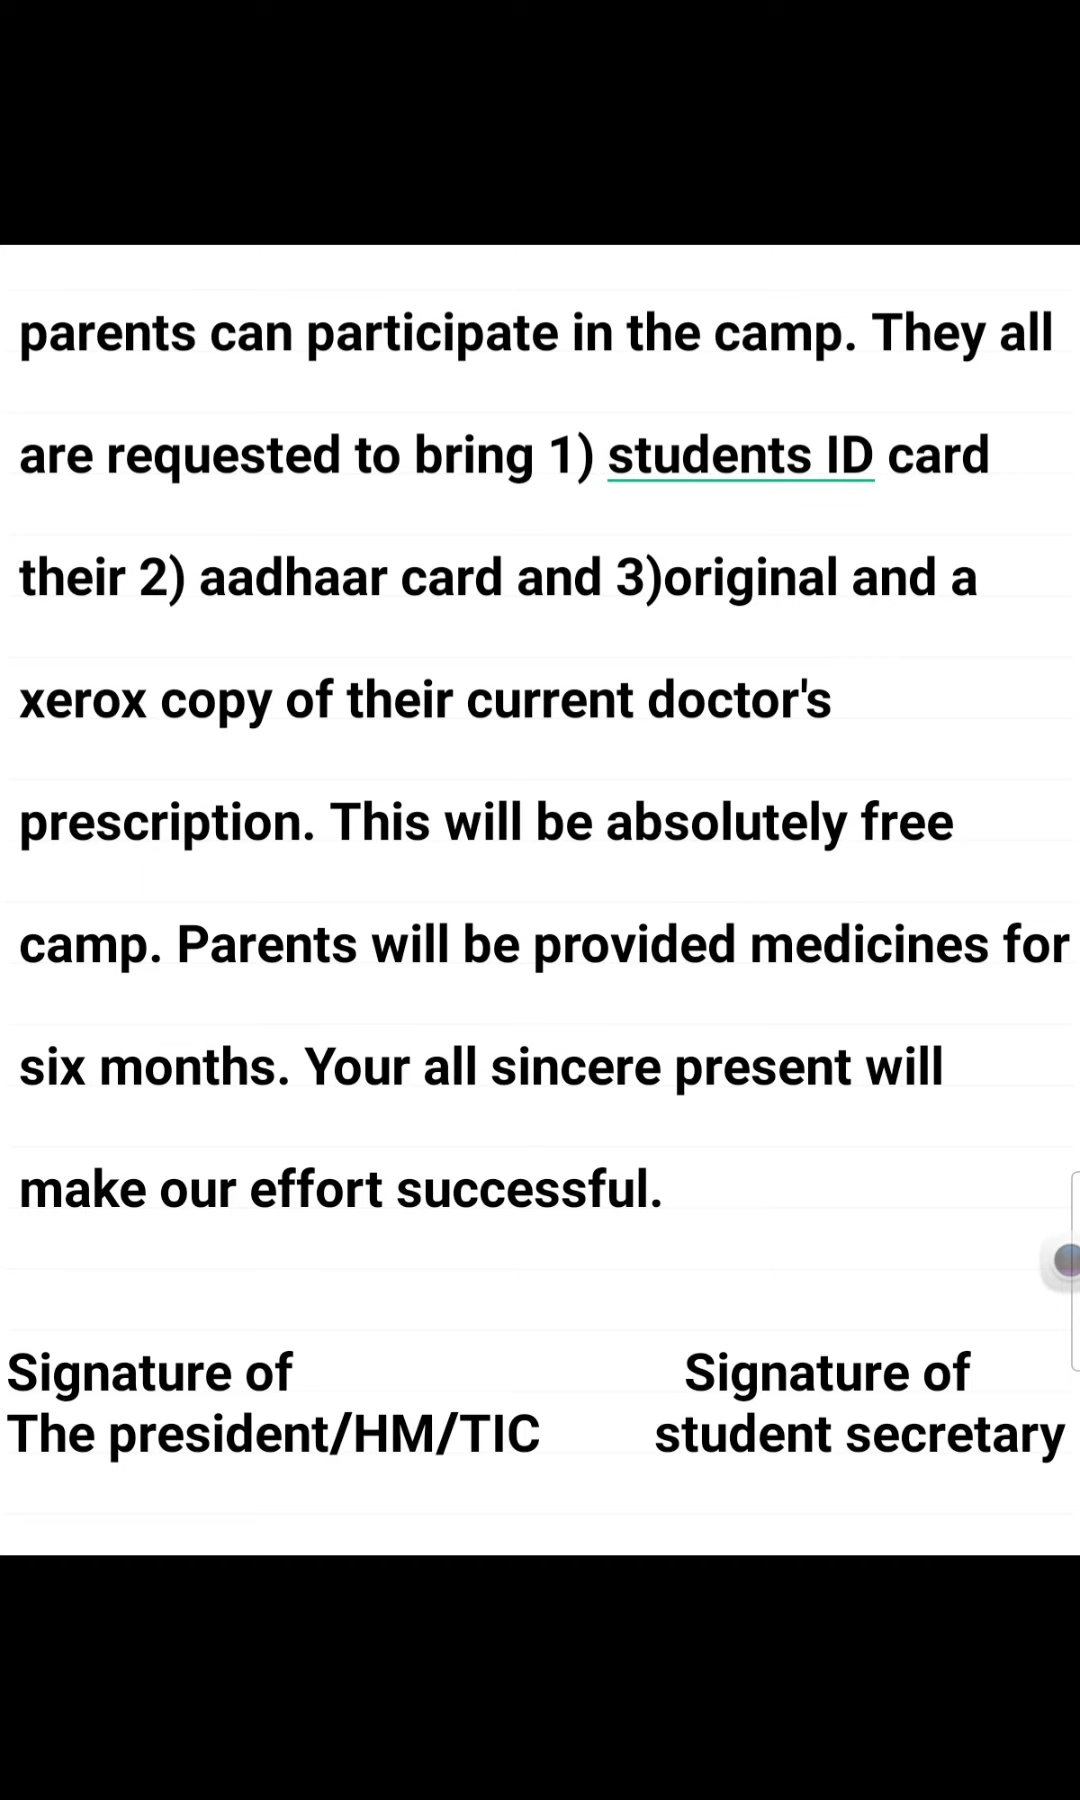 parents can participate in the camp. They all
are requested to bring 1) students ID card
their 2) aadhaar card and 3)original and a
xerox copy of their current doctor's
prescription. This will be absolutely free
camp. Parents will be provided medicines for
six months. Your all sincere present will
make our effort successful.
Signature of Signature of
The president/HM/TIC student secretary